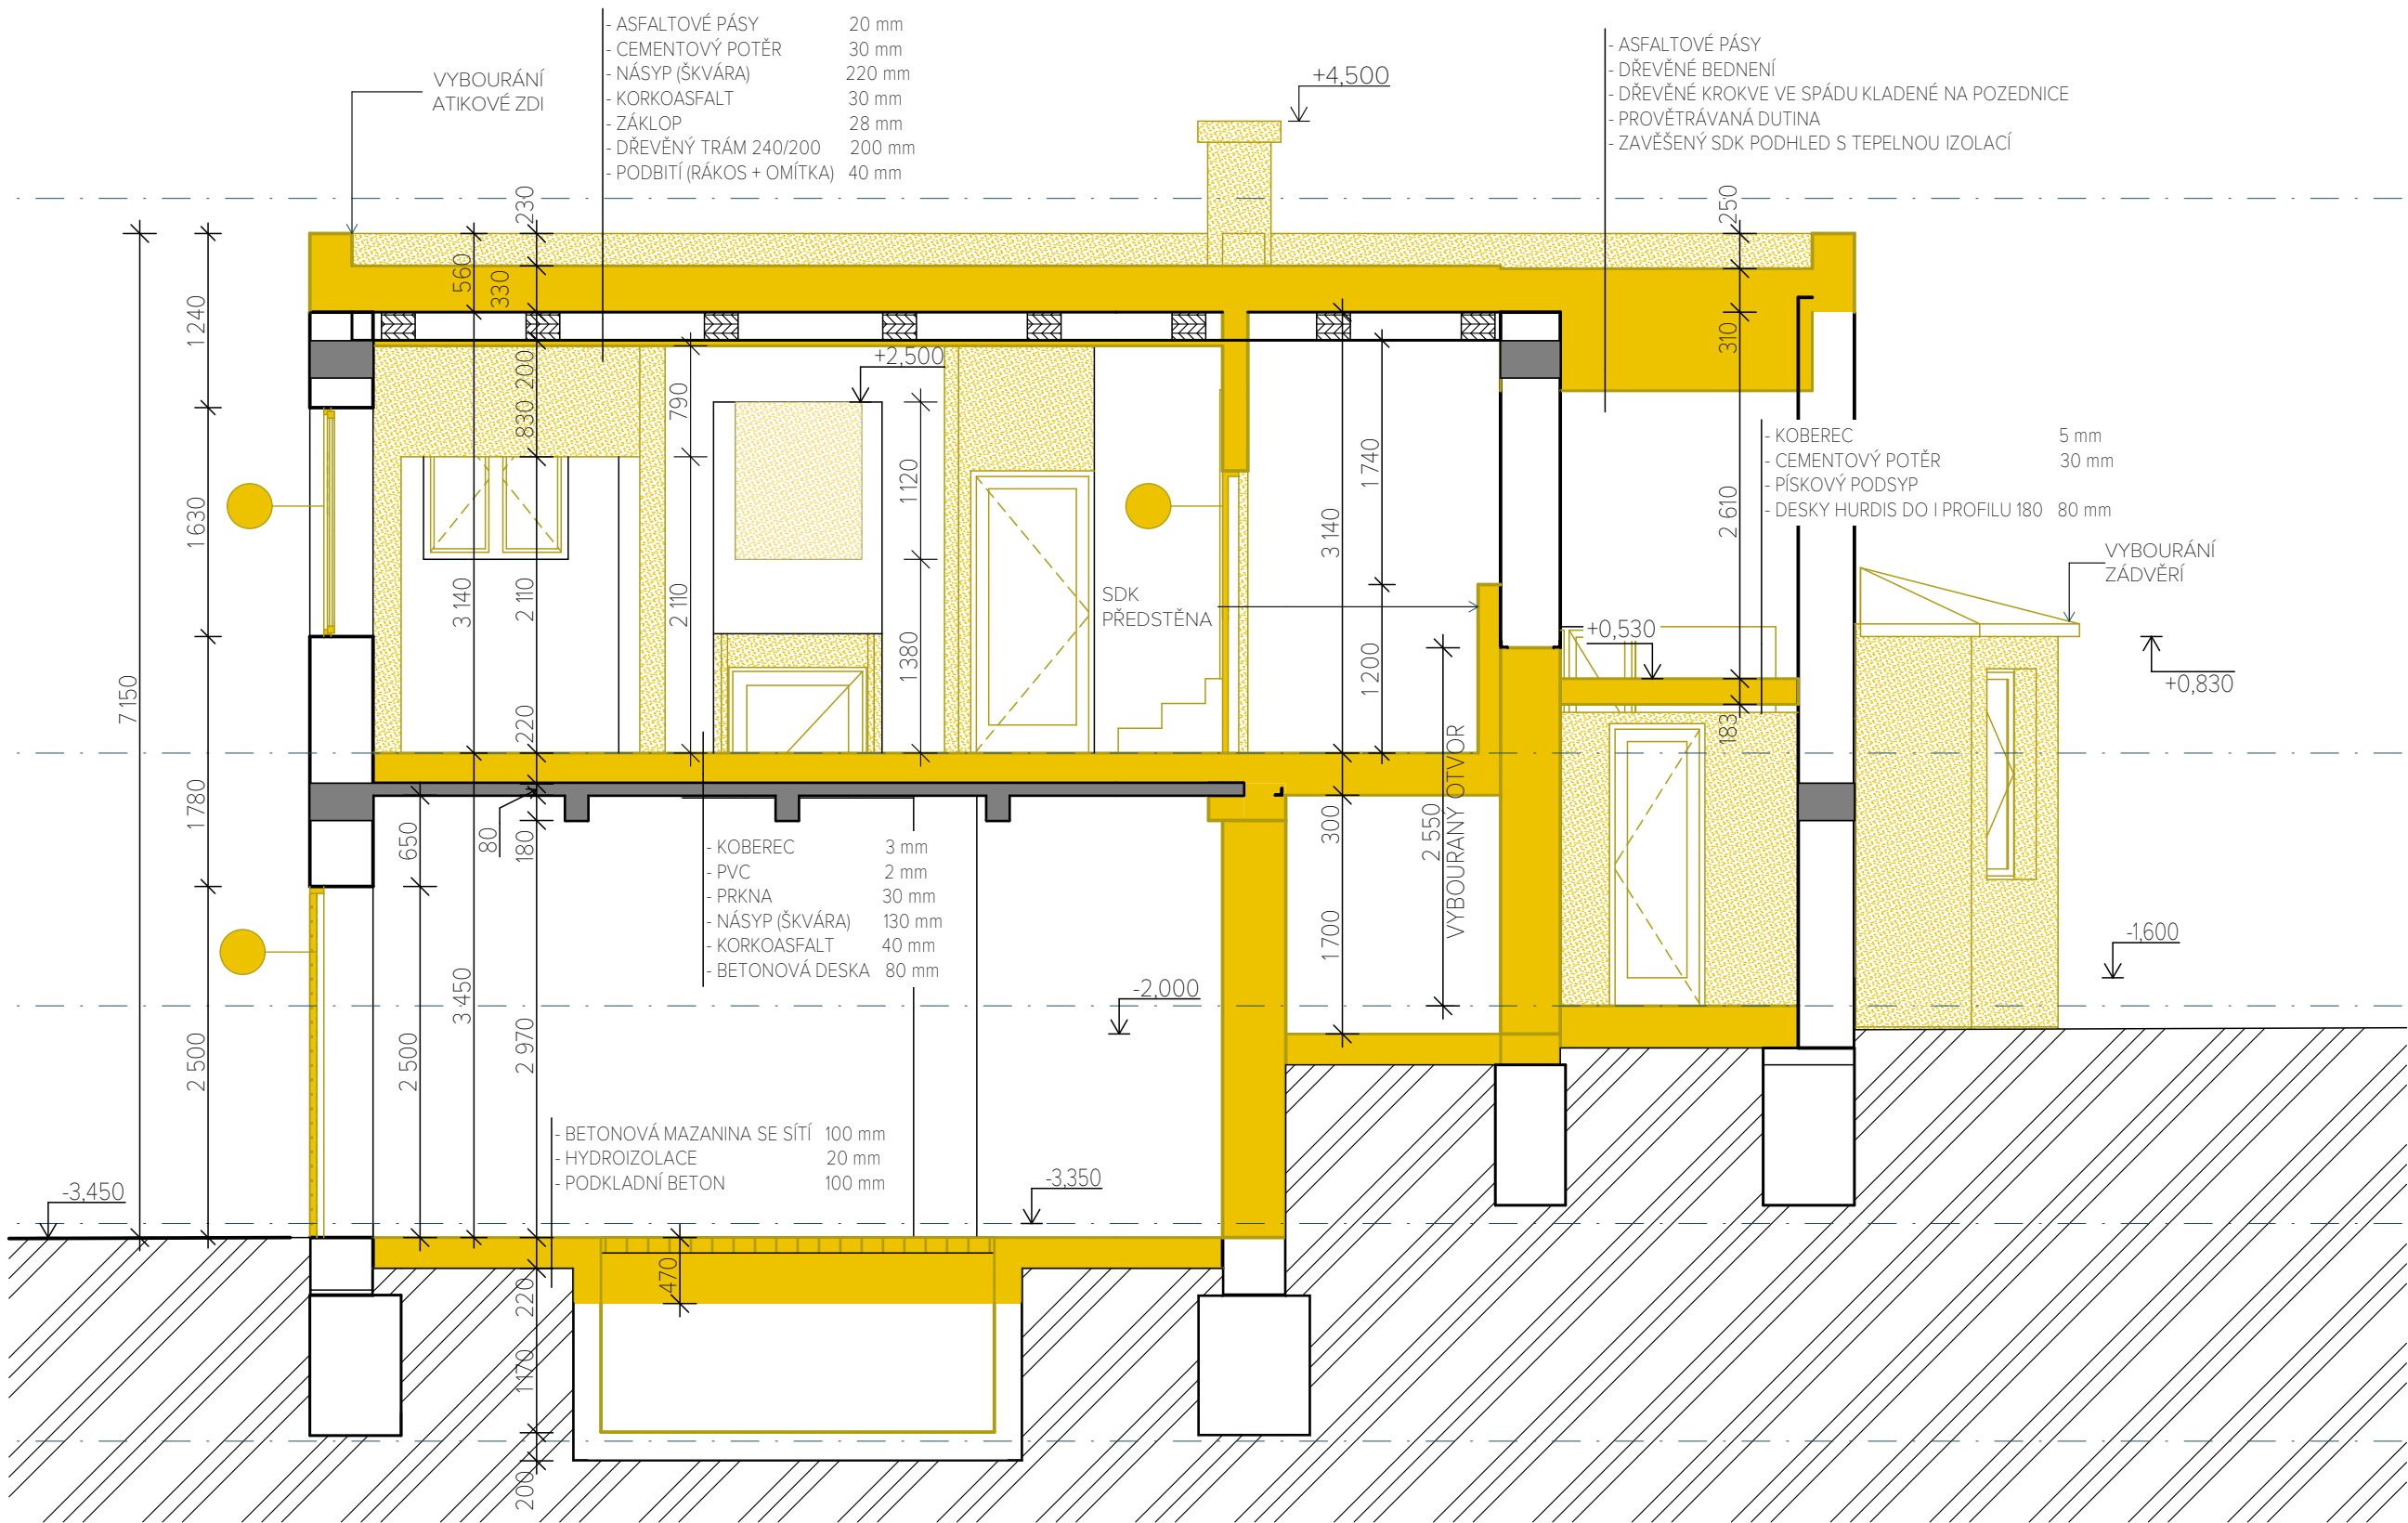 - ASFALTOVÉ PÁSY 20 mm
- CEMENTOVÝ POTĚR 30 mm
- NÁSYP (ŠKVÁRA) 220 mm
- KORKOASFALT 30 mm
- ZÁKLOP 28 mm
- DŘEVĚNÝ TRÁM 240/200 200 mm
- PODBITÍ (RÁKOS + OMÍTKA) 40 mm
VYBOURÁNÍ
ATIKOVÉ ZDI
+4,500
- ASFALTOVÉ PÁSY
- DŘEVĚNÉ BEDNENÍ
- DŘEVĚNÉ KROKVE VE SPÁDU KLADENÉ NA POZEDNICE
- PROVĚTRÁVANÁ DUTINA
- ZAVĚŠENÝ SDK PODHLED S TEPELNOU IZOLACÍ
230
250
560
330
1 240
310
200
+2,500
790
830
1120
1 740
- KOBEREC 5 mm
- CEMENTOVÝ POTĚR 30 mm
- PÍSKOVÝ PODSYP
- DESKY HURDIS DO I PROFILU 180 80 mm
2 610
1 630
3 140
VYBOURÁNÍ
ZÁDVĚŘÍ
3 140
2 110
2 110
SDK
PŘEDSTĚNA
+0,530
1380
1 200
+0,830
7 150
220
183
1 780
650
80
180
300
2 550
VYBOURANY OTVOR
- KOBEREC 3 mm
- PVC 2 mm
- PRKNA 30 mm
- NÁSYP (ŠKVÁRA) 130 mm
- KORKOASFALT 40 mm
- BETONOVÁ DESKA 80 mm
1 700
-1,600
-2,000
3 450
2 500
2 500
2 970
- BETONOVÁ MAZANINA SE SÍTÍ 100 mm
- HYDROIZOLACE 20 mm
- PODKLADNÍ BETON 100 mm
-3,450
-3,350
470
220
1 170
200